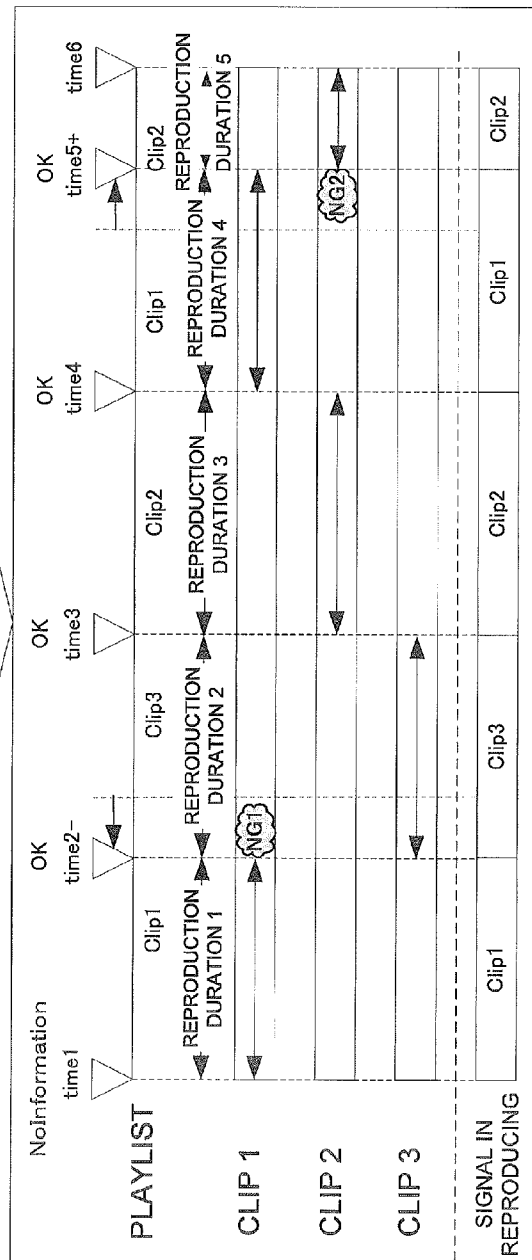 NoInformation
OK
OK
OK
OK
time1
time2-
time3
time4
time5+
time6
PLAYLIST
Clip1
Clip3
Clip2
Clip1
Clip2
REPRODUCTION
DURATION 1
REPRODUCTION
DURATION 2
REPRODUCTION
DURATION 3
REPRODUCTION
DURATION 4
REPRODUCTION
DURATION 5
CLIP 1
NG1
CLIP 2
NG2
CLIP 3
SIGNAL IN
REPRODUCING
Clip1
Clip3
Clip2
Clip1
Clip2